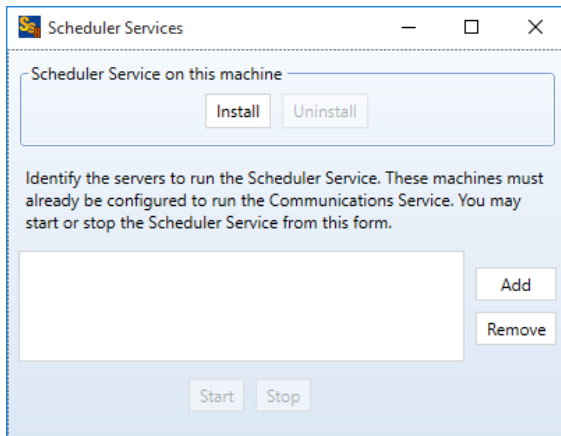 Scheduler Services
Scheduler Service on this machine
Install Uninstall
Identify the servers to run the Scheduler Service. These machines must
already be configured to run the Communications Service. You may
start or stop the Scheduler Service from this form.
Add
Remove
Start Stop